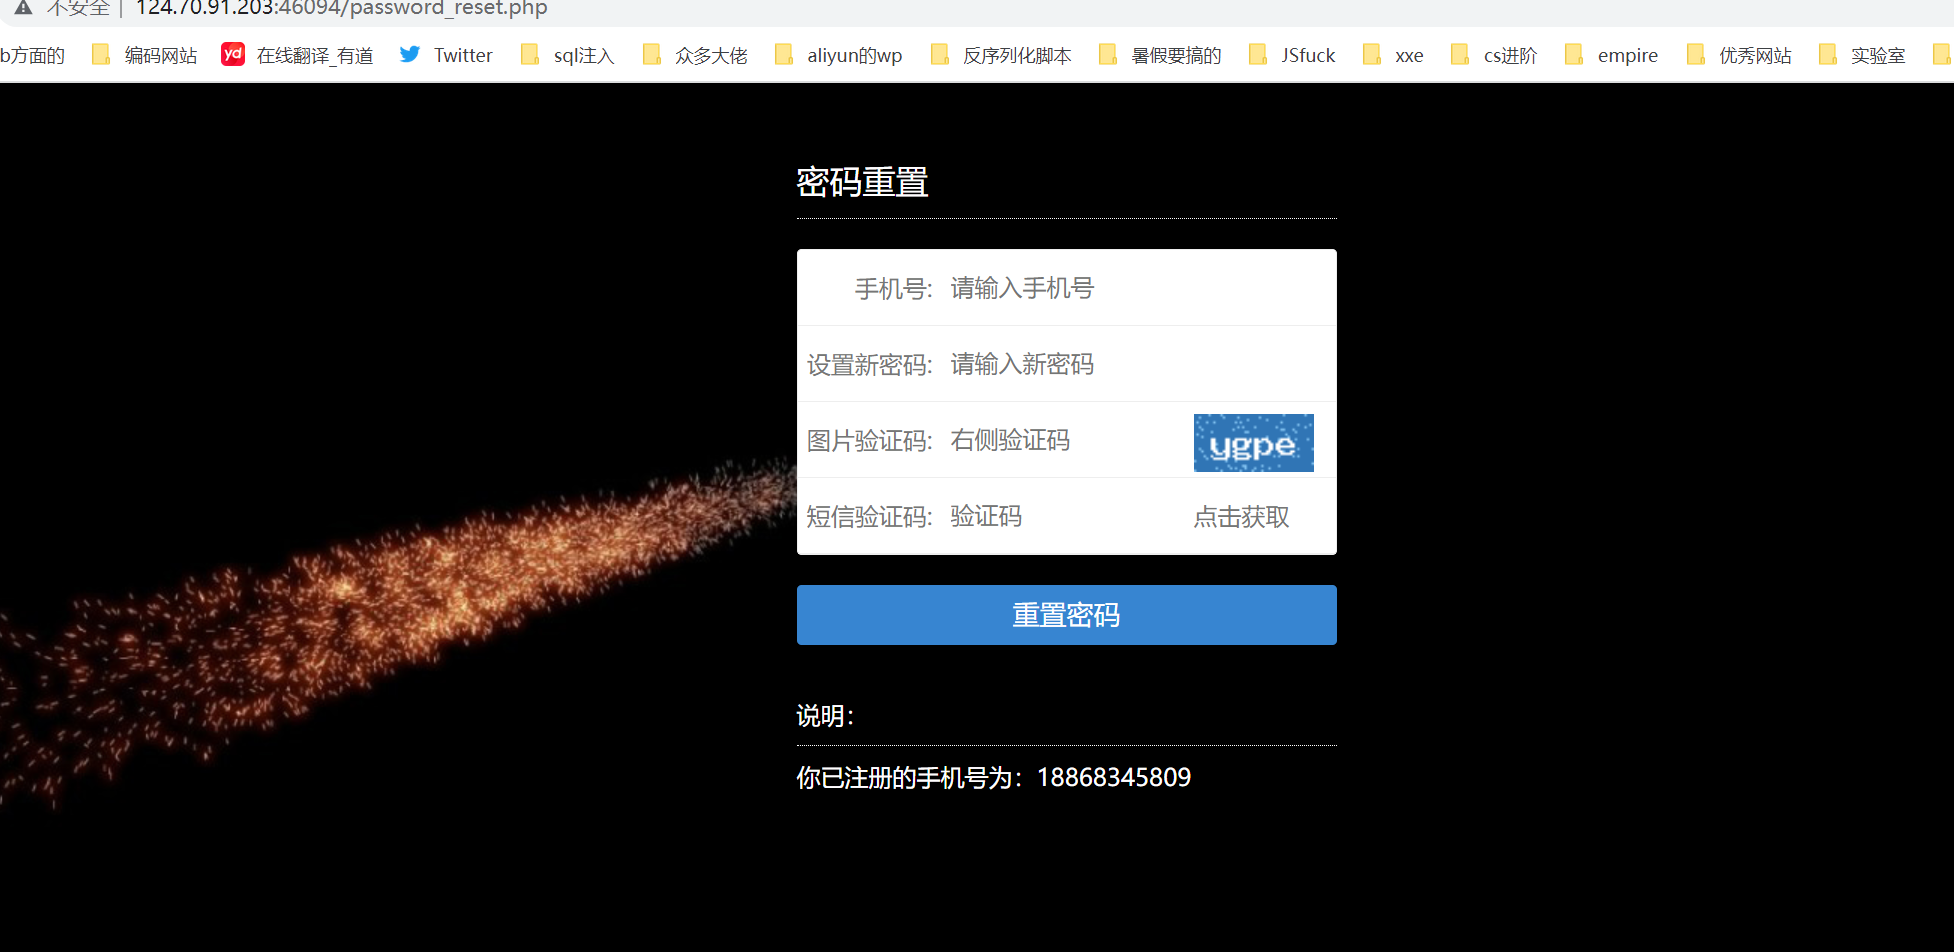 不安全 | 124.70.91.203:46094/password_reset.php
b方面的 编码网站 yd 在线翻译_有道 Twitter sql注入 众多大佬 aliyun的wp 反序列化脚本 暑假要搞的 JSfuck xxe cs进阶 empire 优秀网站 实验室
密码重置
手机号: 请输入手机号
设置新密码: 请输入新密码
图片验证码: 右侧验证码 ygpe
短信验证码: 验证码 点击获取
重置密码
说明：
你已注册的手机号为：18868345809